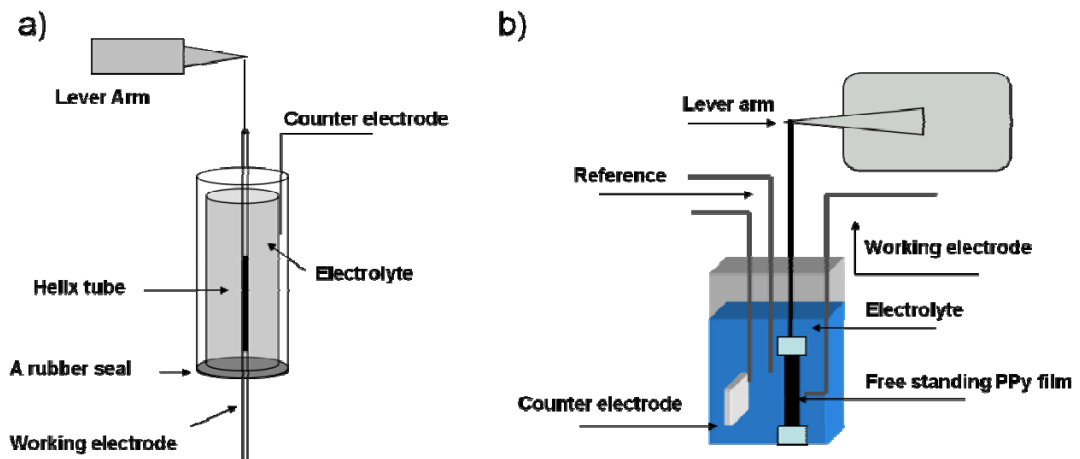 a)
Lever Arm
Counter electrode
Electrolyte
Helix tube
A rubber seal
Working electrode
b)
Lever arm
Reference
Working electrode
Electrolyte
Free standing PPy film
Counter electrode